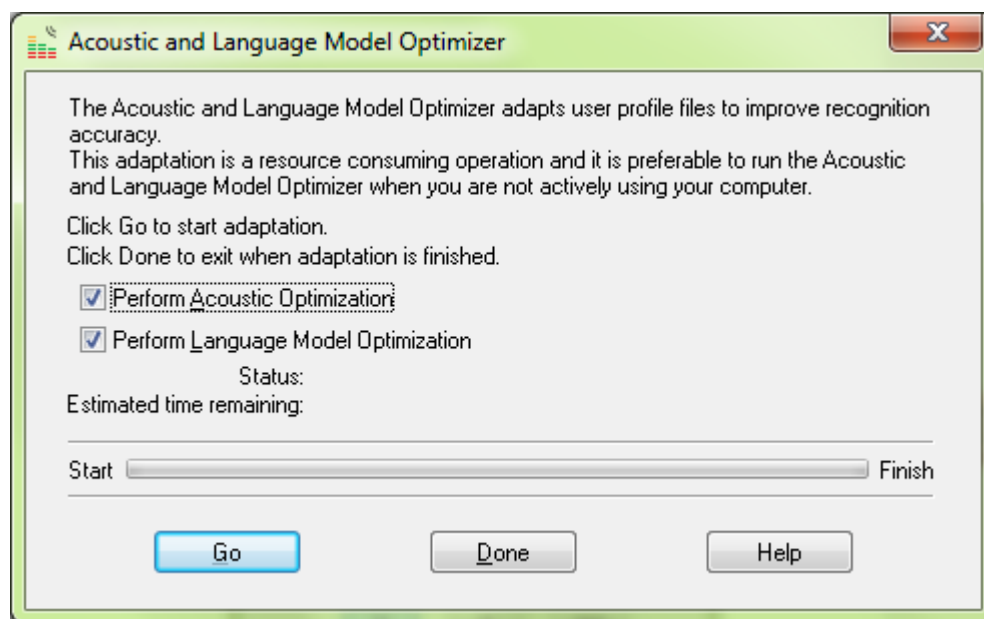 Acoustic and Language Model Optimizer
The Acoustic and Language Model Optimizer adapts user profile files to improve recognition
accuracy.
This adaptation is a resource consuming operation and it is preferable to run the Acoustic
and Language Model Optimizer when you are not actively using your computer.
Click Go to start adaptation.
Click Done to exit when adaptation is finished.
Perform Acoustic Optimization
Perform Language Model Optimization
Status:
Estimated time remaining:
Start Finish
Go Done Help